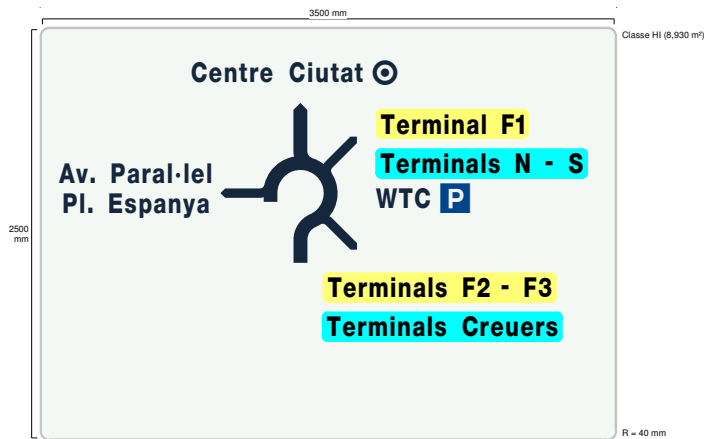 3500 mm
Classe HI (8,930 m²)
Centre Ciutat
Terminal F1
Terminals N - S
WTC P
Av. Paral·lel
Pl. Espanya
2500
mm
Terminals F2 - F3
Terminals Creuers
R = 40 mm